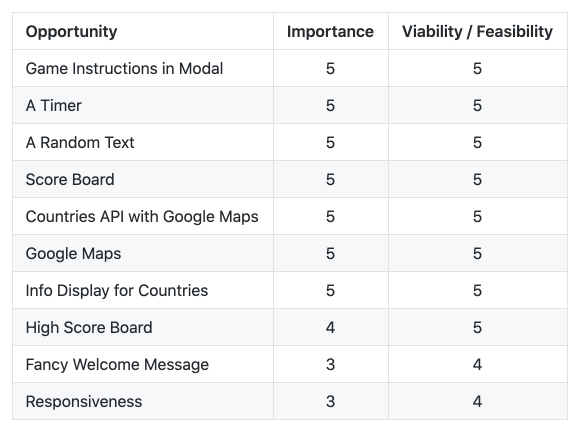 Opportunity Importance Viability / Feasibility
Game Instructions in Modal 5 5
A Timer 5 5
A Random Text 5 5
Score Board 5 5
Countries API with Google Maps 5 5
Google Maps 5 5
Info Display for Countries 5 5
High Score Board 4 5
Fancy Welcome Message 3 4
Responsiveness 3 4